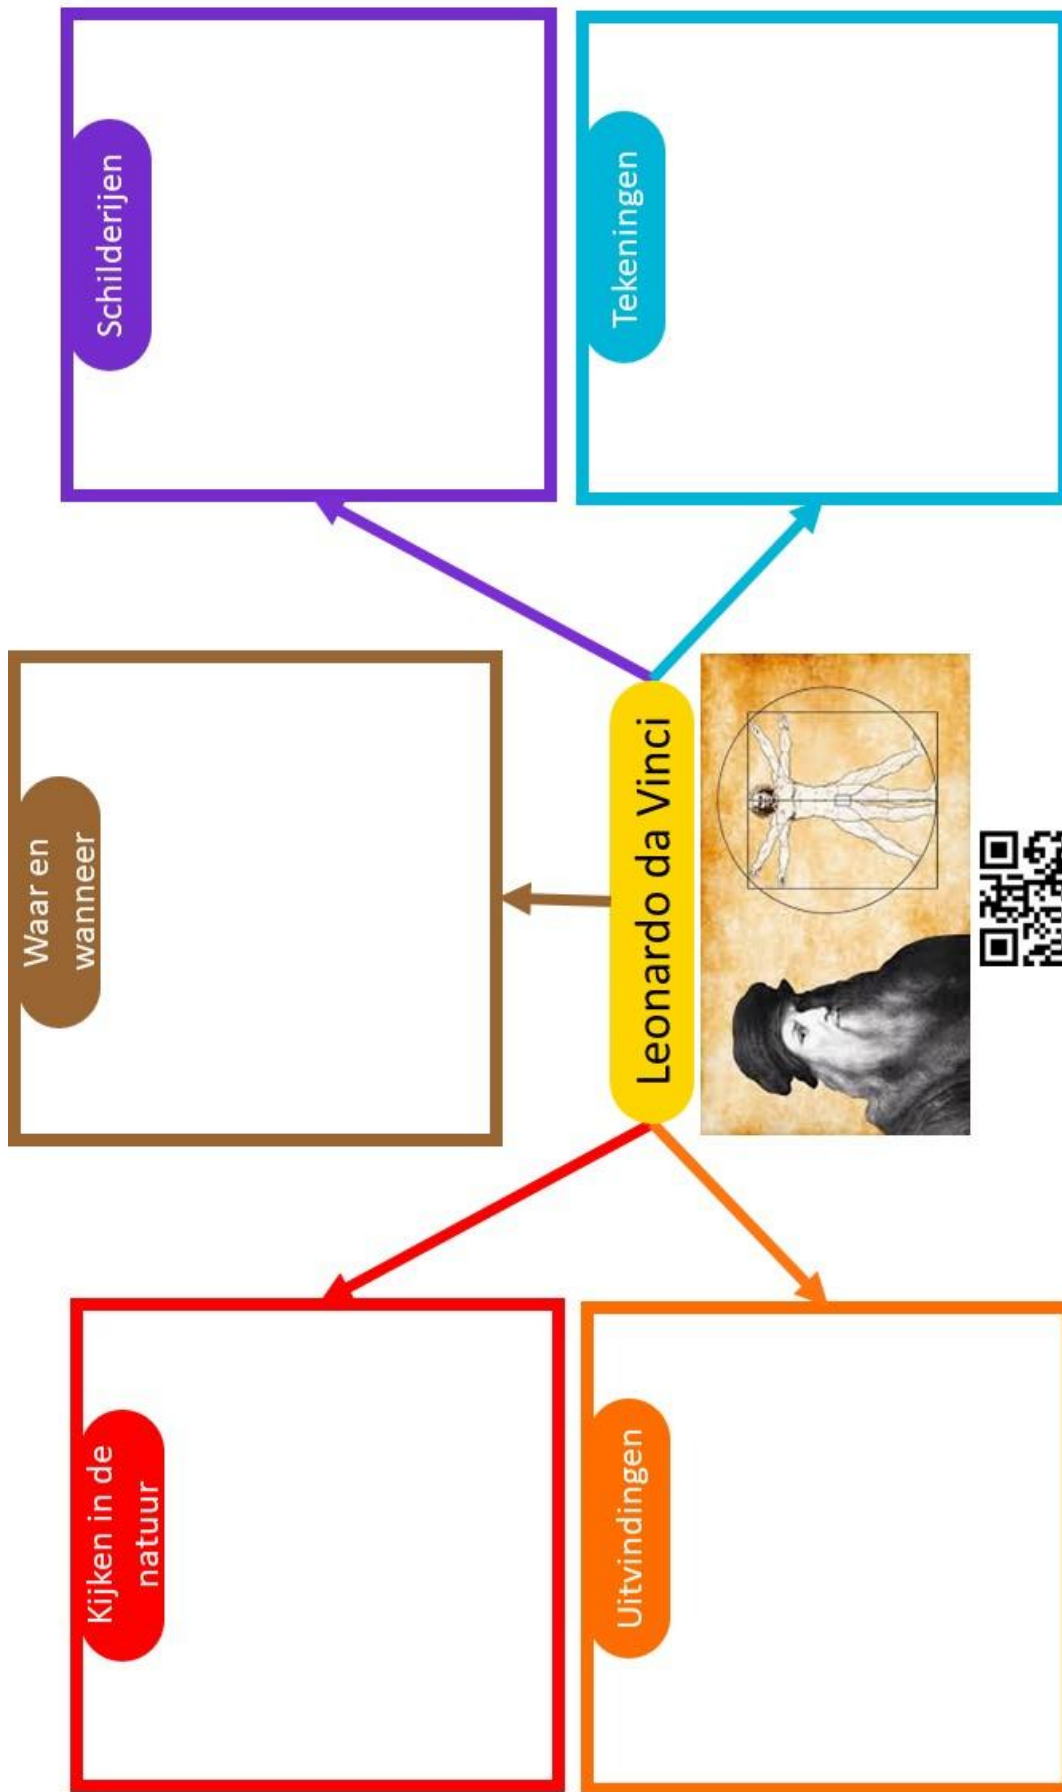 Kijken in de
natuur
Waar en
wanneer
Schilderijen
Uitvindingen
Leonardo da Vinci
Tekeningen